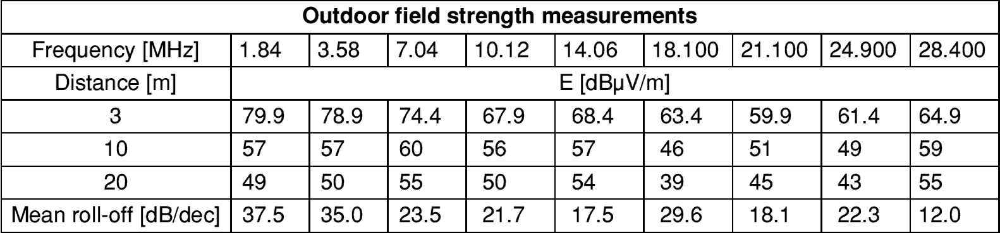 Outdoor field strength measurements
Frequency [MHz] 1.84 3.58 7.04 10.12 14.06 18.100 21.100 24.900 28.400
Distance [m] E [dBµV/m]
3 79.9 78.9 74.4 67.9 68.4 63.4 59.9 61.4 64.9
10 57 57 60 56 57 46 51 49 59
20 49 50 55 50 54 39 45 43 55
Mean roll-off [dB/dec] 37.5 35.0 23.5 21.7 17.5 29.6 18.1 22.3 12.0